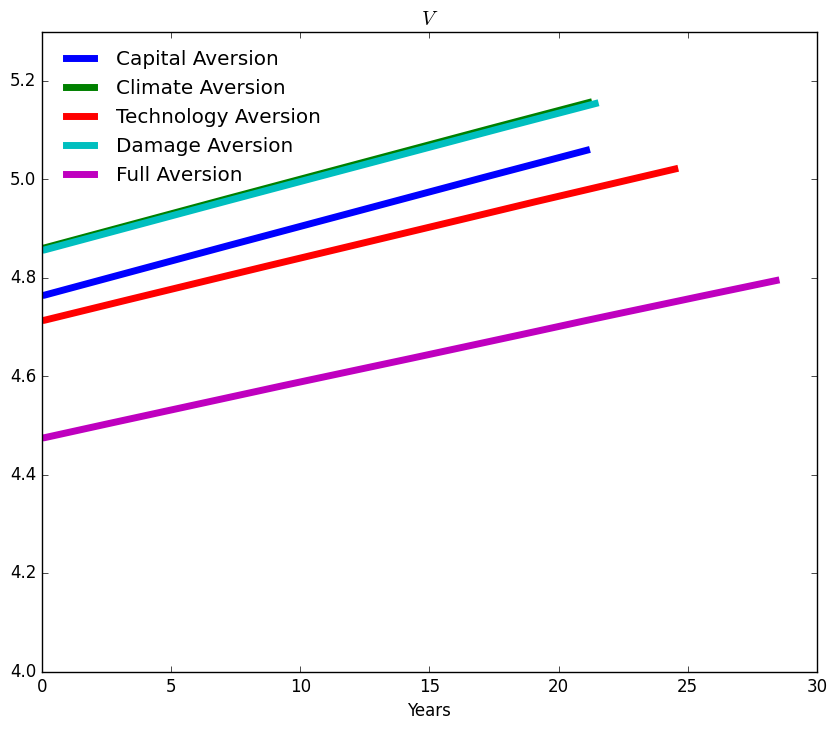 V
5.2
5.0
4.8
4.6
4.4
4.2
4.0
Capital Aversion
Climate Aversion
Technology Aversion
Damage Aversion
Full Aversion
0 5 10 15 20 25 30
Years